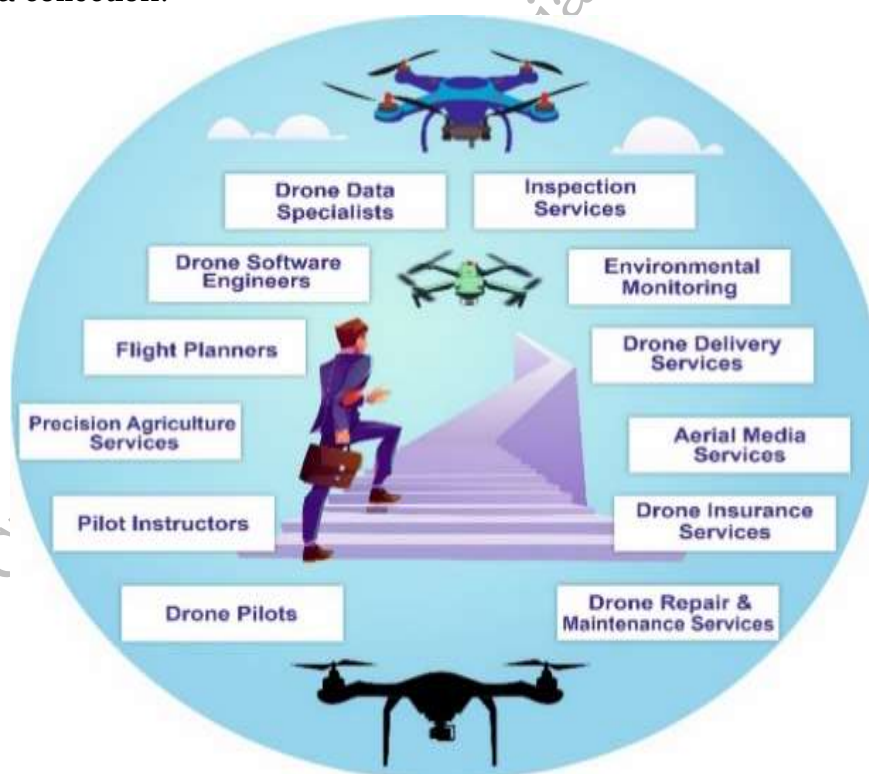 Drone Data
Specialists
Inspection
Services
Drone Software
Engineers
Environmental
Monitoring
Flight Planners
Drone Delivery
Services
Precision Agriculture
Services
Aerial Media
Services
Pilot Instructors
Drone Insurance
Services
Drone Pilots
Drone Repair &
Maintenance Services